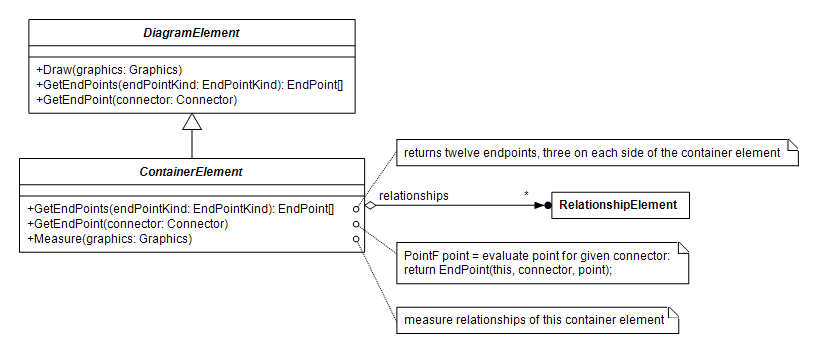 DiagramElement
+Draw(graphics: Graphics)
+GetEndPoints(endPointKind: EndPointKind): EndPoint[]
+GetEndPoint(connector: Connector)
ContainerElement
+GetEndPoints(endPointKind: EndPointKind): EndPoint[]
+GetEndPoint(connector: Connector)
+Measure(graphics: Graphics)
returns twelve endpoints, three on each side of the container element
relationships
*
RelationshipElement
PointF point = evaluate point for given connector:
return EndPoint(this, connector, point);
measure relationships of this container element